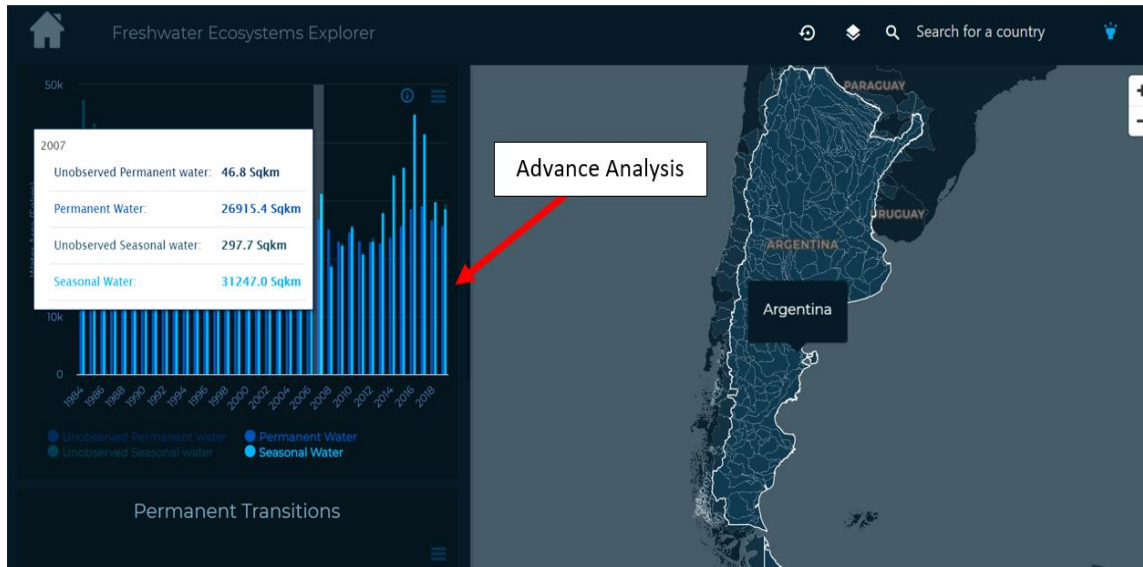 Freshwater Ecosystems Explorer
Search for a country
50k
2007
Unobserved Permanent water: 46.8 Sqkm
Permanent Water: 26915.4 Sqkm
Unobserved Seasonal water: 297.7 Sqkm
Seasonal Water: 31247.0 Sqkm
10k
0
1984 1986 1988 1990 1992 1994 1996 1998 2000 2002 2004 2006 2008 2010 2012 2014 2016 2018
Unobserved Permanent water Permanent Water
Unobserved Seasonal water Seasonal Water
Permanent Transitions
Advance Analysis
PARAGUAY
URUGUAY
ARGENTINA
Argentina
+
-